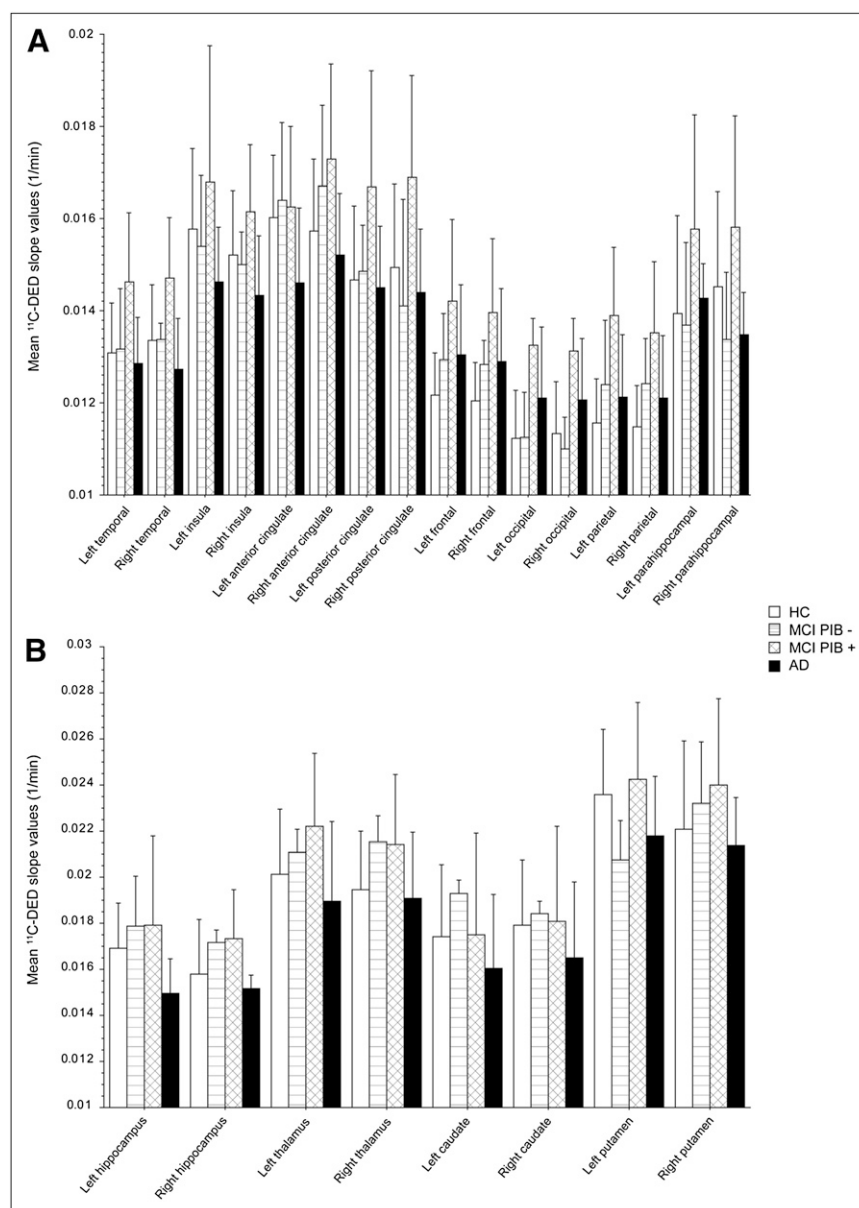 A
0.02
0.018
0.016
0.014
0.012
0.01
Mean ¹¹C-DED slope values (1/min)
Left temporal
Right temporal
Left insula
Right insula
Left anterior cingulate
Right anterior cingulate
Left posterior cingulate
Right posterior cingulate
Left frontal
Right frontal
Left occipital
Right occipital
Left parietal
Right parietal
Left parahippocampal
Right parahippocampal
HC
MCI PIB -
MCI PIB +
AD
B
0.03
0.028
0.026
0.024
0.022
0.02
0.018
0.016
0.014
0.012
0.01
Mean ¹¹C-DED slope values (1/min)
Left hippocampus
Right hippocampus
Left thalamus
Right thalamus
Left caudate
Right caudate
Left putamen
Right putamen